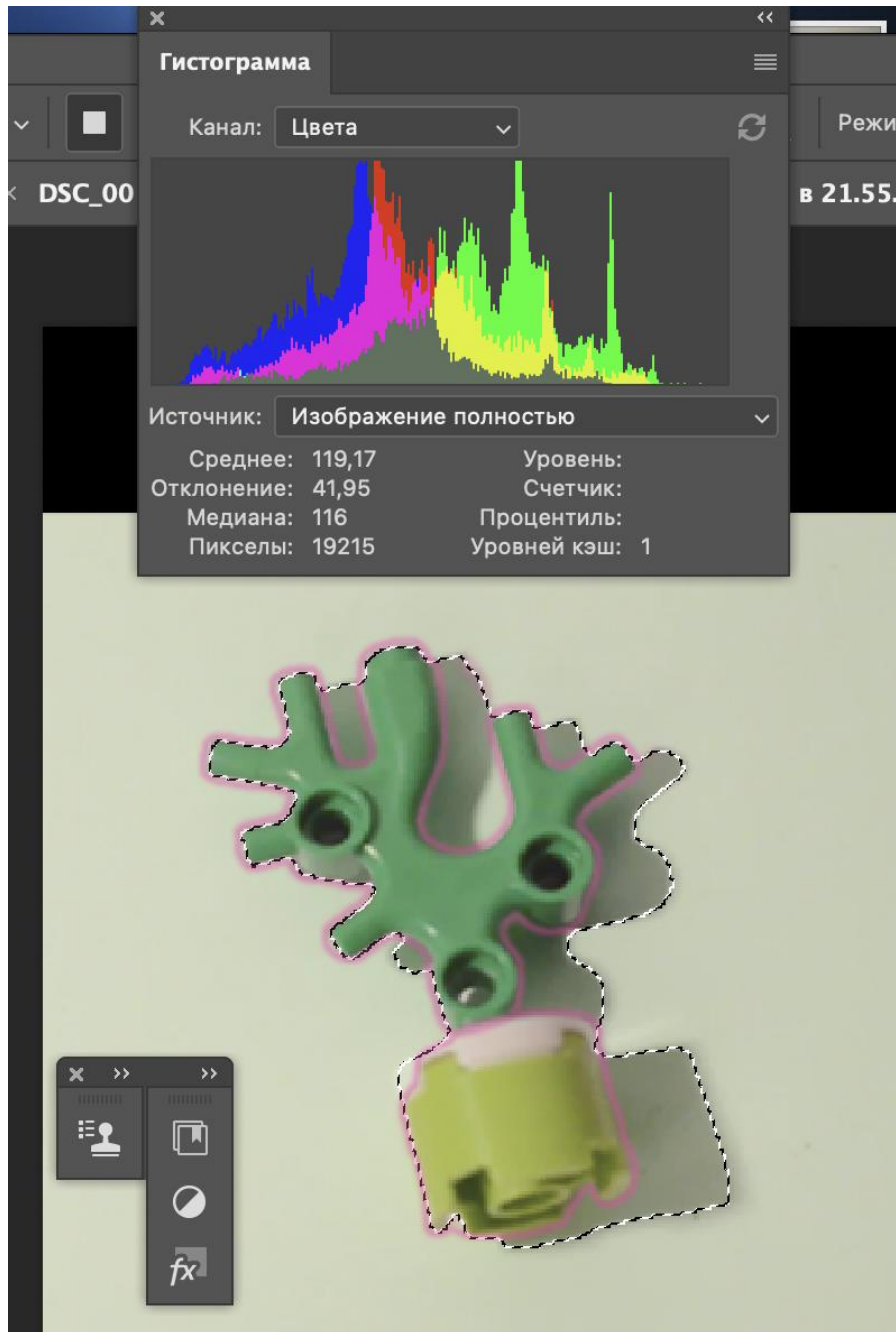 Гистограмма
Канал: Цвета
Режи
DSC_00
в 21.55.
Источник: Изображение полностью
Среднее: 119,17 Уровень:
Отклонение: 41,95 Счетчик:
Медиана: 116 Процентиль:
Пикселы: 19215 Уровней кэш: 1
fx